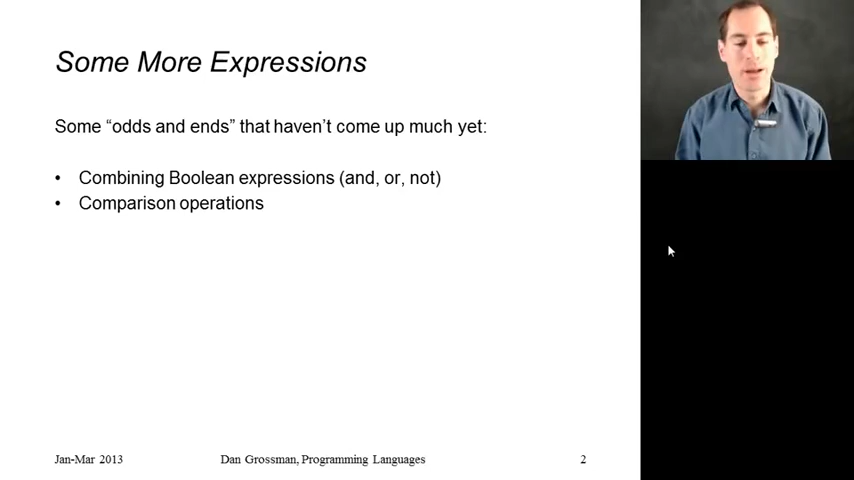 Some More Expressions
Some “odds and ends” that haven’t come up much yet:
• Combining Boolean expressions (and, or, not)
• Comparison operations
Jan-Mar 2013 Dan Grossman, Programming Languages 2